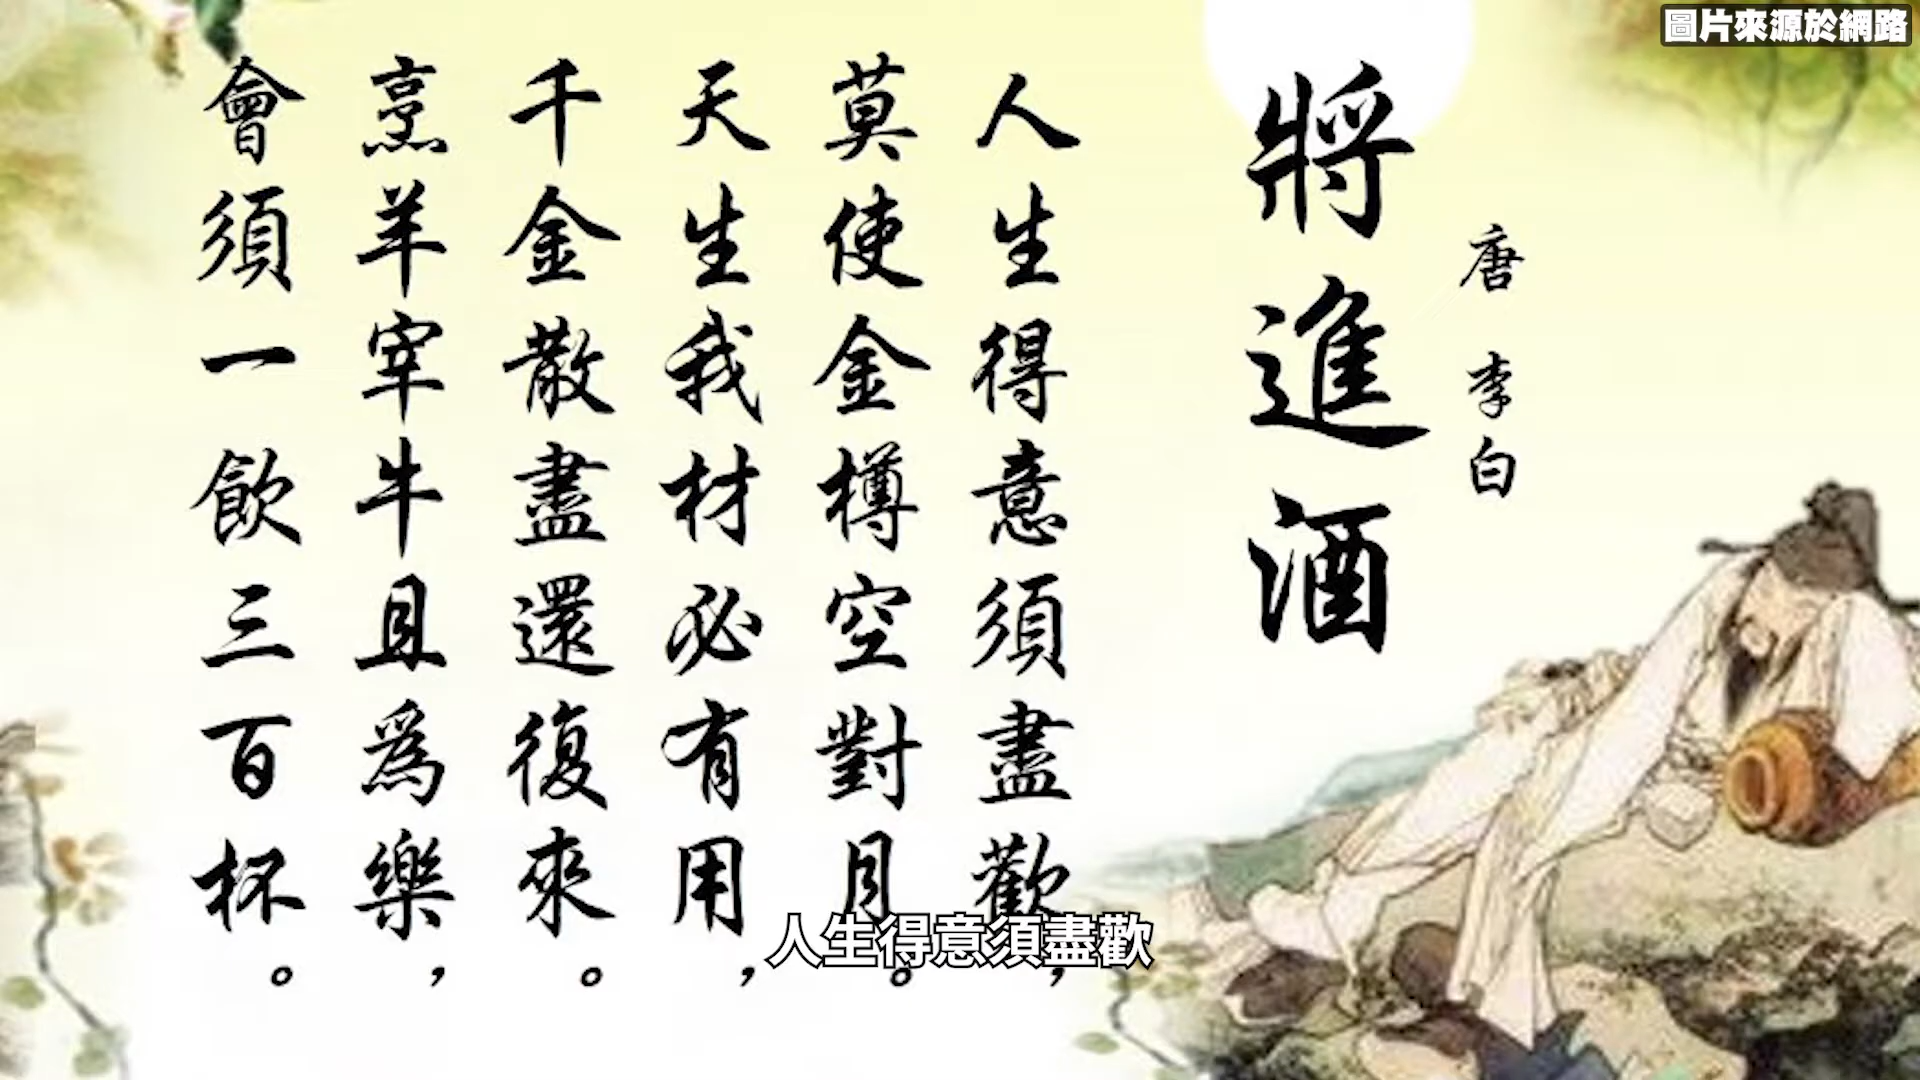 圖片來源於網路
將進酒
唐 李白
人生得意須盡歡，
莫使金樽空對月。
天生我材必有用，
千金散盡還復來。
烹羊宰牛且為樂，
會須一飲三百杯。
人生得意須盡歡